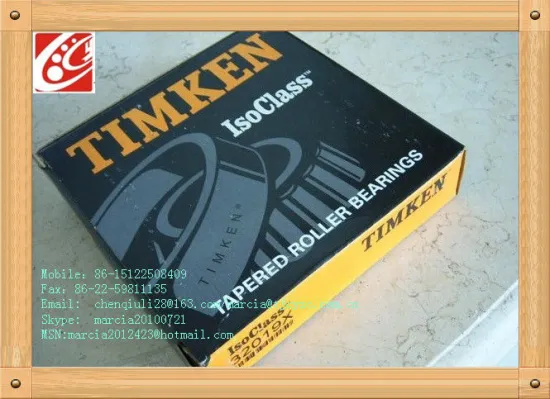 TIMKEN
IsoClass™
TIMKEN®
TAPERED ROLLER BEARINGS
TIMKEN
IsoClass
32019X
Mobile: 86-15122508409
Fax: 86-22-59811135
Email: chenqiuli28@163.com
Skype: marcia20100721
MSN:marcia2012423@hotmail.com